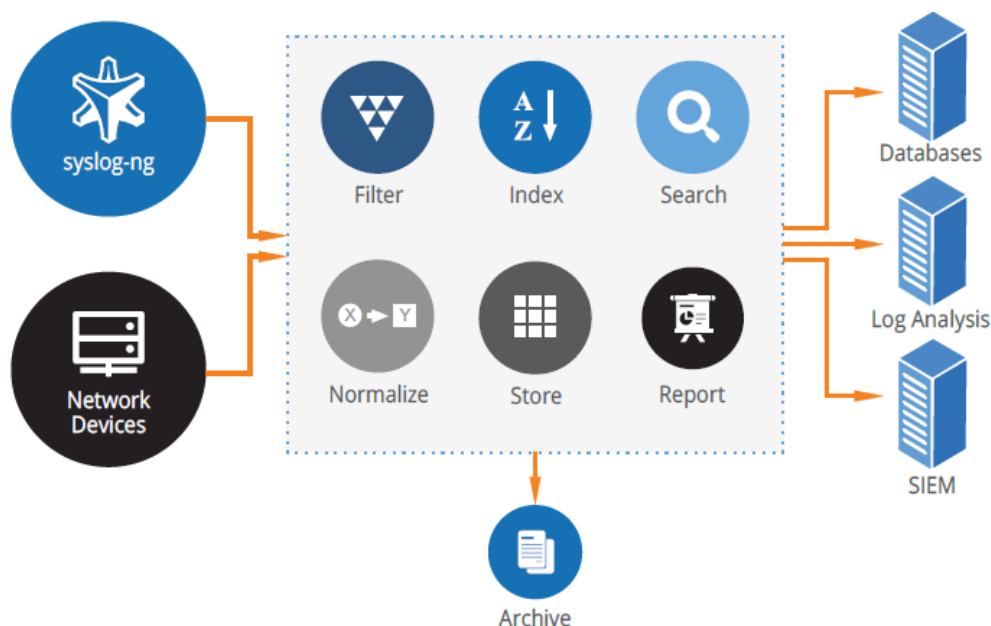 syslog-ng
Network
Devices
A
Z
Filter
Index
Search
X
Y
Normalize
Store
Report
Archive
Databases
Log Analysis
SIEM